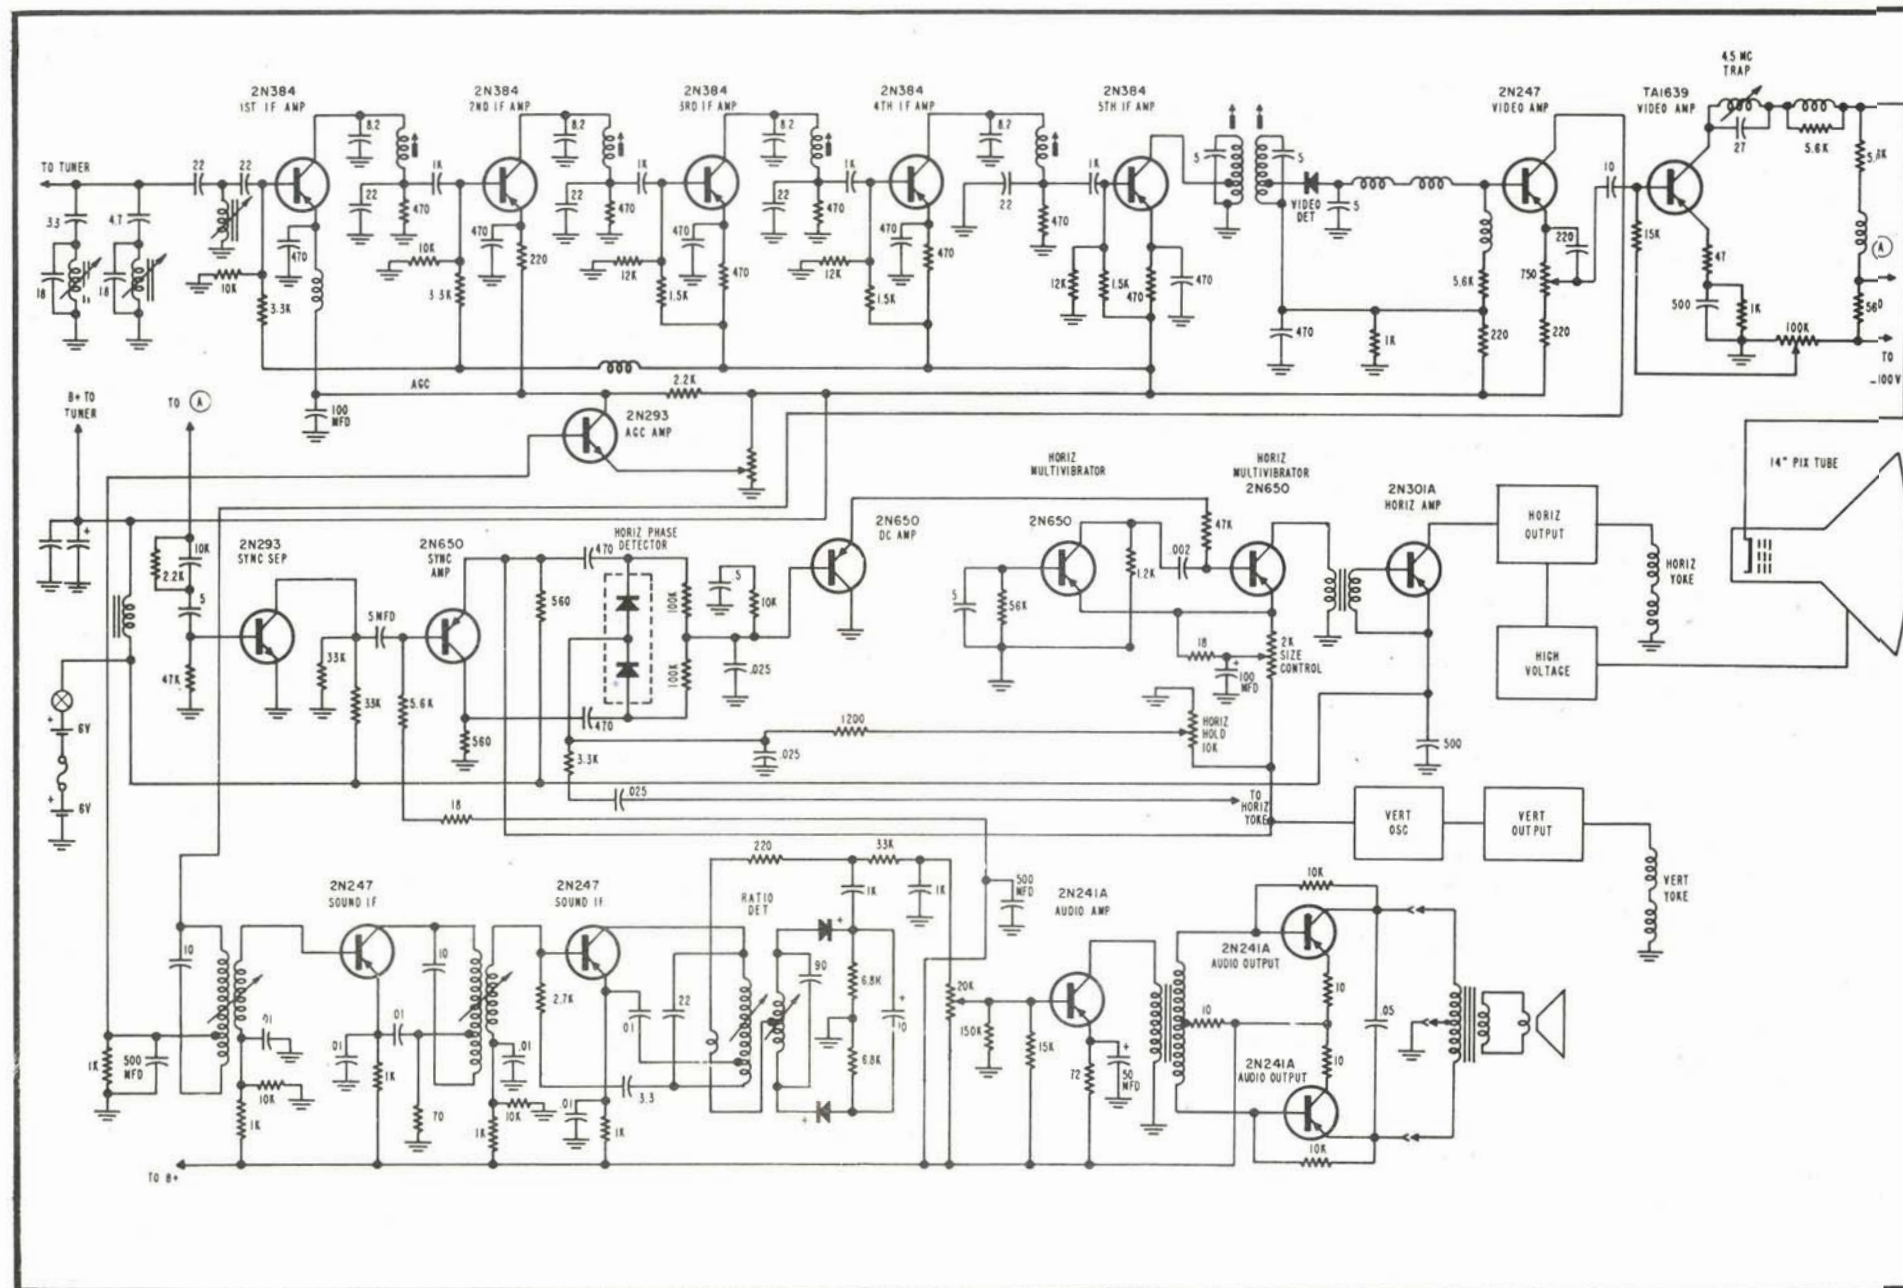 2N384
1ST IF AMP
2N384
2ND IF AMP
2N384
3RD IF AMP
2N384
4TH IF AMP
2N384
5TH IF AMP
2N247
VIDEO AMP
TA1639
VIDEO AMP
4.5 MC
TRAP
8.2
8.2
8.2
8.2
27
5.6K
TO TUNER
22
22
1K
1K
1K
1K
5
5
VIDEO
DET
5
10
3.3
4.7
22
470
22
470
22
470
22
470
15K
220
47
A
18
18
10K
470
3.3K
10K
470
220
3.3K
12K
470
470
1.5K
12K
470
470
1.5K
12K
1.5K
470
470
470
1K
5.6K
220
750
220
500
1K
100K
560
TO
-100V
AGC
2.2K
B+ TO
TUNER
TO A
100
MFD
2N293
AGC AMP
HORIZ
MULTIVIBRATOR
HORIZ
MULTIVIBRATOR
2N650
2N301A
HORIZ AMP
14" PIX TUBE
HORIZ
OUTPUT
HORIZ
YOKE
HIGH
VOLTAGE
2N293
SYNC SEP
2N650
SYNC
AMP
HORIZ PHASE
DETECTOR
2N650
DC AMP
2N650
47K
10K
2.2K
5
470
.5
10K
100K
560
.002
1.2K
5
56K
5MFD
33K
33K
5.6K
47K
100K
.025
18
100
MFD
2K
SIZE
CONTROL
+
6V
+
6V
560
470
3.3K
.025
1200
HORIZ
HOLD
10K
500
.025
TO
HORIZ
YOKE
18
VERT
OSC
VERT
OUTPUT
VERT
YOKE
220
33K
2N247
SOUND IF
2N247
SOUND IF
RATIO
DET
1K
1K
500
MFD
2N241A
AUDIO AMP
10K
2N241A
AUDIO OUTPUT
10
10
2.7K
.01
22
90
6.8K
6.8K
+
10
20K
150K
15K
72
+
50
MFD
10
10
10
.05
2N241A
AUDIO OUTPUT
10K
1K
500
MFD
.01
10K
1K
.01
.01
1K
70
.01
10K
1K
3.3
.01
1K
TO B+